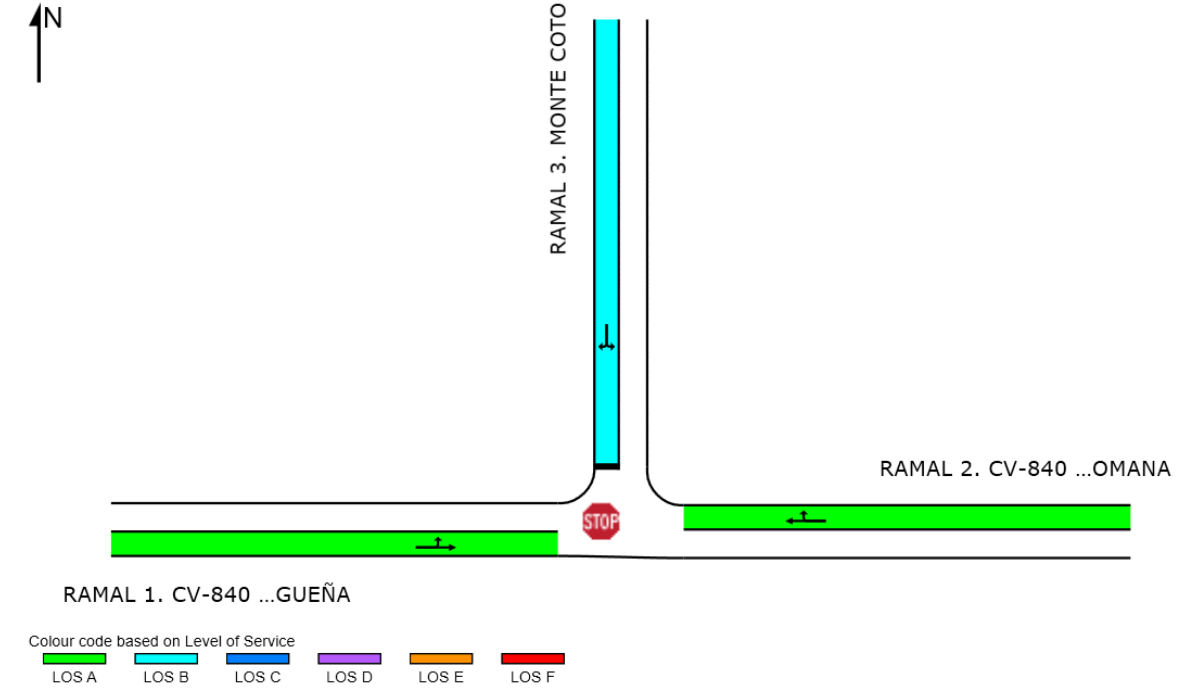 N
RAMAL 3. MONTE COTO
STOP
RAMAL 2. CV-840 ...OMANA
RAMAL 1. CV-840 ...GUEÑA
Colour code based on Level of Service
LOS A LOS B LOS C LOS D LOS E LOS F